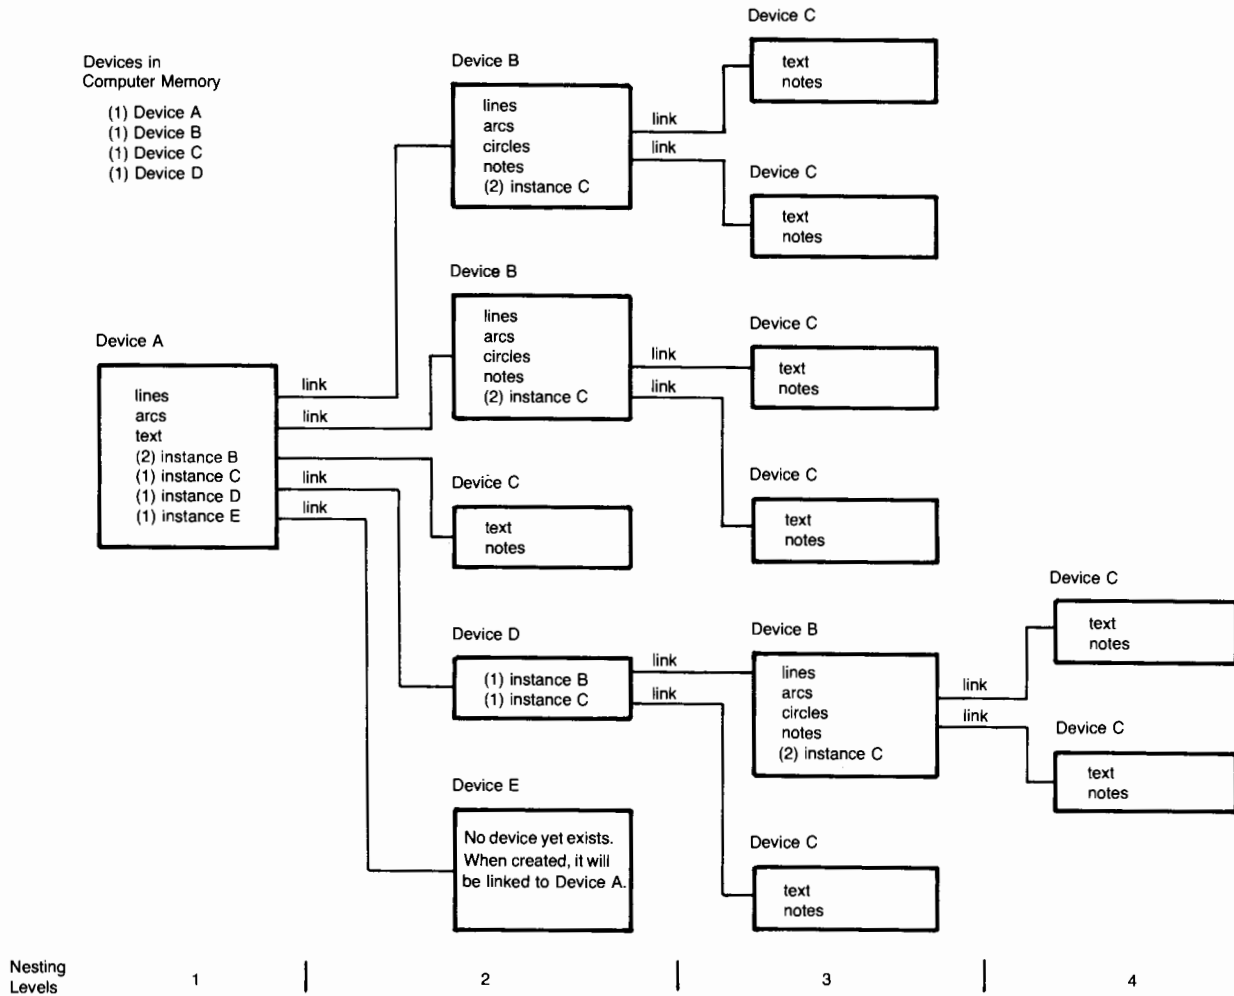 Devices in
Computer Memory
(1) Device A
(1) Device B
(1) Device C
(1) Device D
Device A
lines
arcs
text
(2) instance B
(1) instance C
(1) instance D
(1) instance E
link
link
link
link
Device B
lines
arcs
circles
notes
(2) instance C
link
link
Device C
text
notes
Device C
text
notes
Device B
lines
arcs
circles
notes
(2) instance C
link
link
Device C
text
notes
Device C
text
notes
Device C
text
notes
Device D
(1) instance B
(1) instance C
link
link
Device B
lines
arcs
circles
notes
(2) instance C
link
link
Device C
text
notes
Device C
text
notes
Device C
text
notes
Device E
No device yet exists.
When created, it will
be linked to Device A.
Nesting
Levels
1
2
3
4